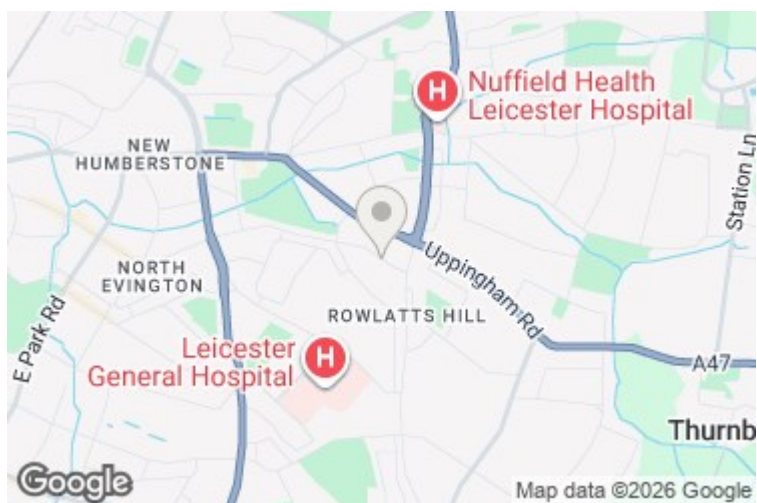 Nuffield Health
Leicester Hospital
H
NEW
HUMBERSTONE
Station Ln
Uppingham Rd
NORTH
EVINGTON
E Park Rd
ROWLATTS HILL
Leicester
General Hospital
H
A47
Thurnb
Google
Map data ©2026 Google